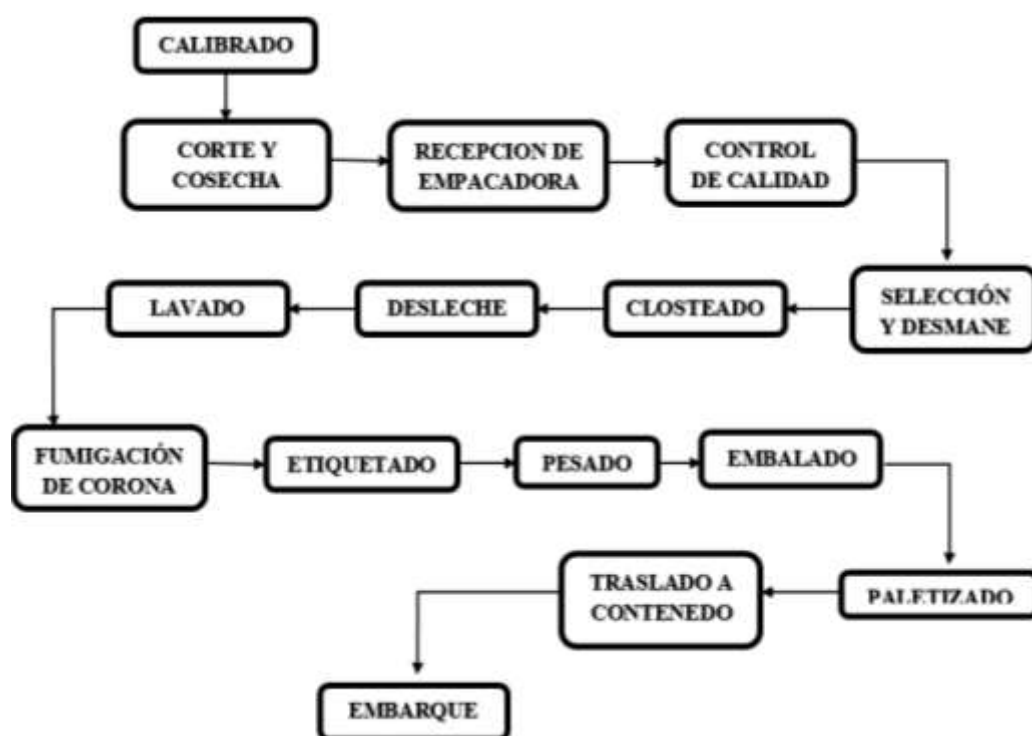 CALIBRADO
CORTE Y
COSECHA
RECEPCION DE
EMPACADORA
CONTROL
DE CALIDAD
SELECCIÓN
Y DESMANE
CLOSTEADO
DESLECHE
LAVADO
FUMIGACIÓN
DE CORONA
ETIQUETADO
PESADO
EMBALADO
PALETIZADO
TRASLADO A
CONTENEDO
EMBARQUE